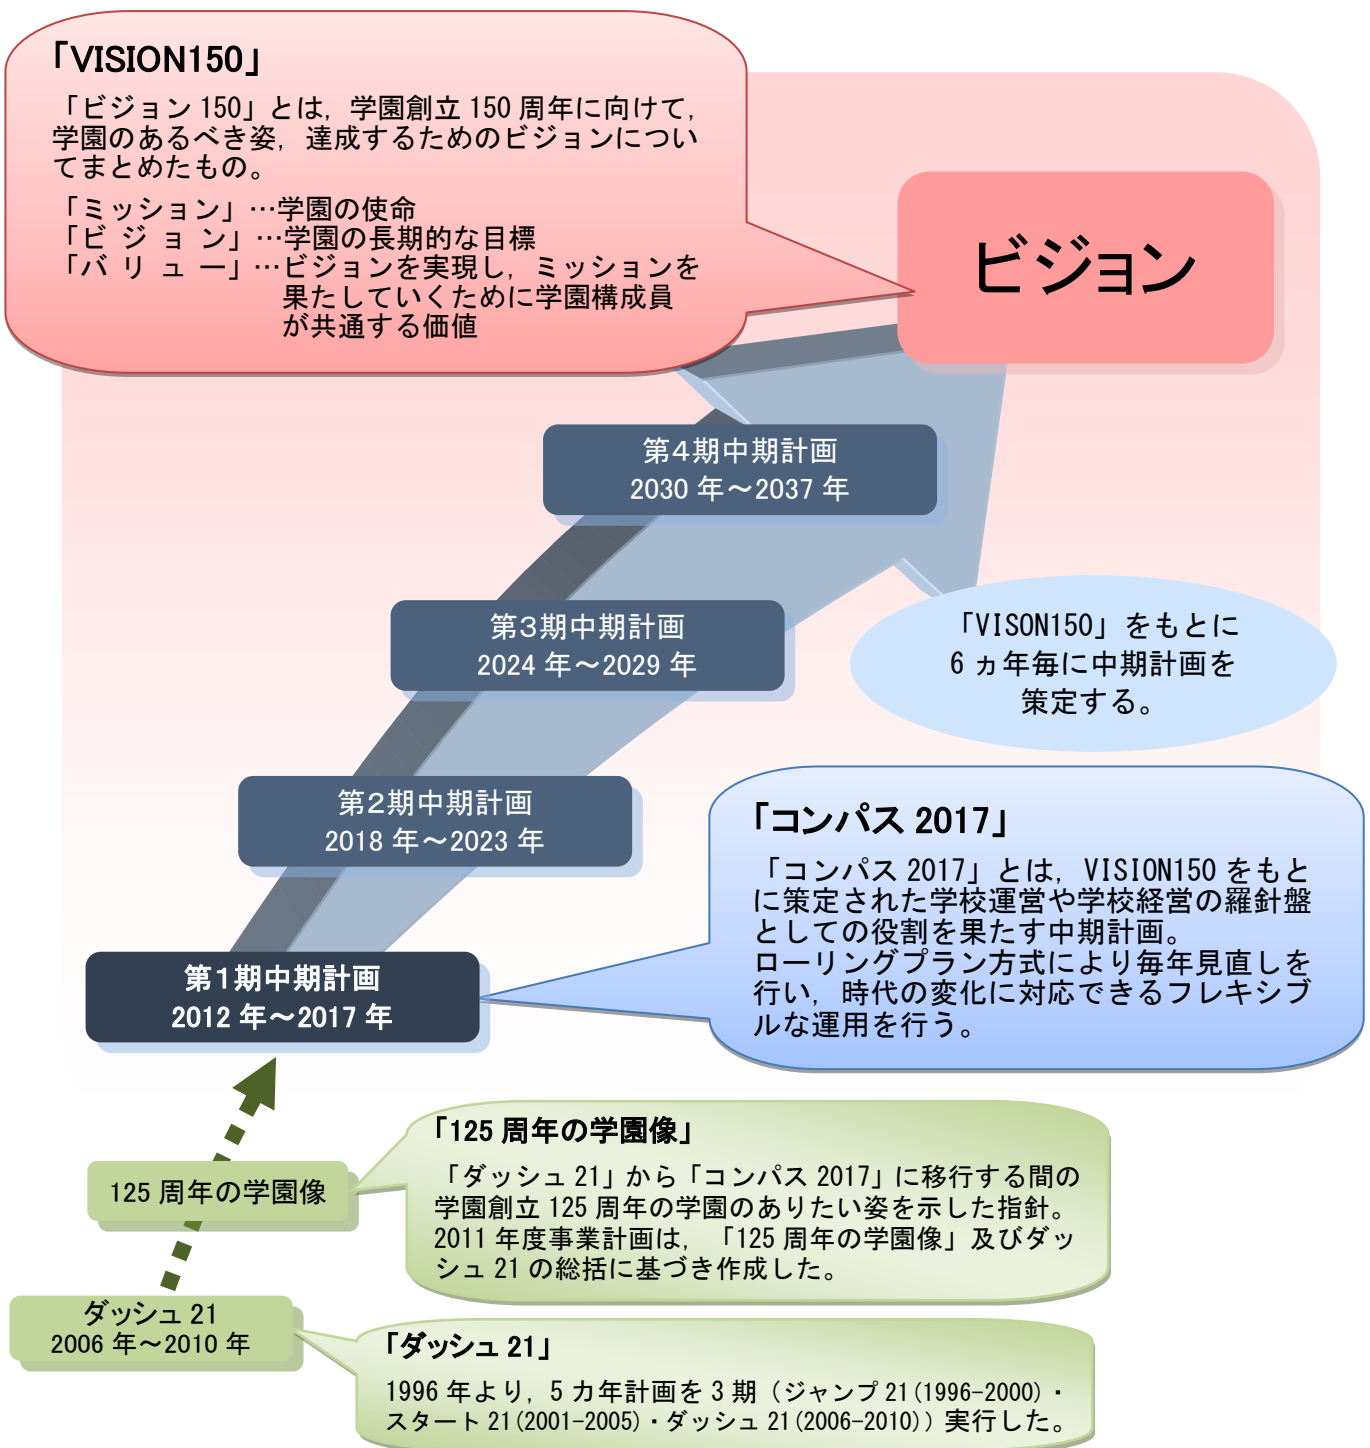 「VISION150」
「ビジョン 150」とは，学園創立 150 周年に向けて，
学園のあるべき姿，達成するためのビジョンについ
てまとめたもの。
「ミッション」…学園の使命
「ビ ジ ョ ン」…学園の長期的な目標
「バ リ ュ ー」…ビジョンを実現し，ミッションを
果たしていくために学園構成員
が共通する価値
ビジョン
第４期中期計画
2030 年～2037 年
第３期中期計画
2024 年～2029 年
「VISON150」をもとに
6 ヵ年毎に中期計画を
策定する。
第２期中期計画
2018 年～2023 年
「コンパス 2017」
「コンパス 2017」とは，VISION150 をもと
に策定された学校運営や学校経営の羅針盤
としての役割を果たす中期計画。
ローリングプラン方式により毎年見直しを
行い，時代の変化に対応できるフレキシブ
ルな運用を行う。
第１期中期計画
2012 年～2017 年
「125 周年の学園像」
「ダッシュ 21」から「コンパス 2017」に移行する間の
学園創立 125 周年の学園のありたい姿を示した指針。
2011 年度事業計画は，「125 周年の学園像」及びダッ
シュ 21 の総括に基づき作成した。
125 周年の学園像
ダッシュ 21
2006 年～2010 年
「ダッシュ 21」
1996 年より，5 カ年計画を 3 期（ジャンプ 21(1996-2000)・
スタート 21(2001-2005)・ダッシュ 21(2006-2010)）実行した。